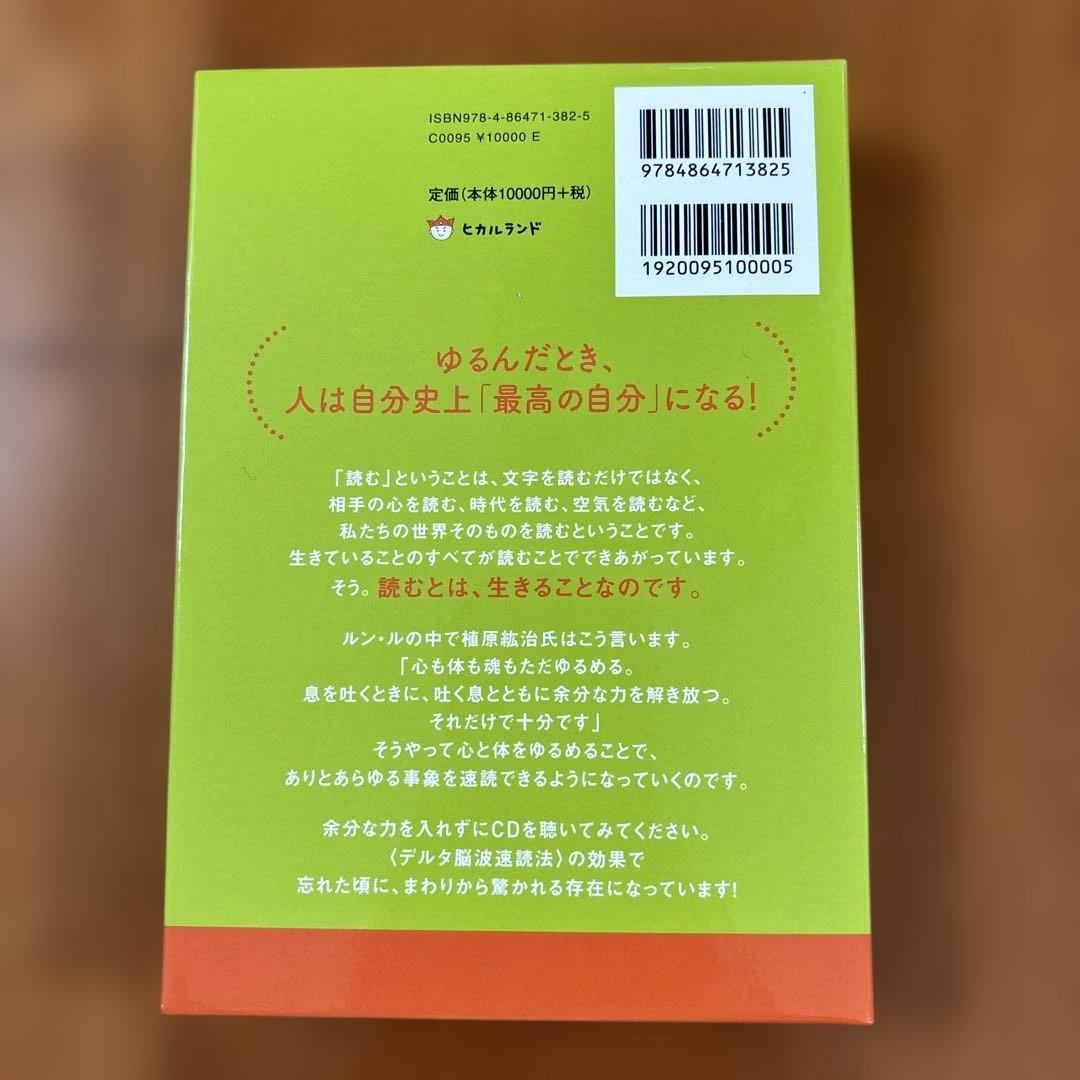 ISBN978-4-86471-382-5
C0095 ¥10000 E
9784864713825
定価(本体10000円+税)
ヒカルランド
1920095100005
ゆるんだとき、
人は自分史上「最高の自分」になる!
「読む」ということは、文字を読むだけではなく、
相手の心を読む、時代を読む、空気を読むなど、
私たちの世界そのものを読むということです。
生きていることのすべてが読むことでできあがっています。
そう。読むとは、生きることなのです。
ルン・ルの中で植原紘治氏はこう言います。
「心も体も魂もただゆるめる。
息を吐くときに、吐く息とともに余分な力を解き放つ。
それだけで十分です」
そうやって心と体をゆるめることで、
ありとあらゆる事象を速読できるようになっていくのです。
余分な力を入れずにCDを聴いてみてください。
〈デルタ脳波速読法〉の効果で
忘れた頃に、まわりから驚かれる存在になっています!